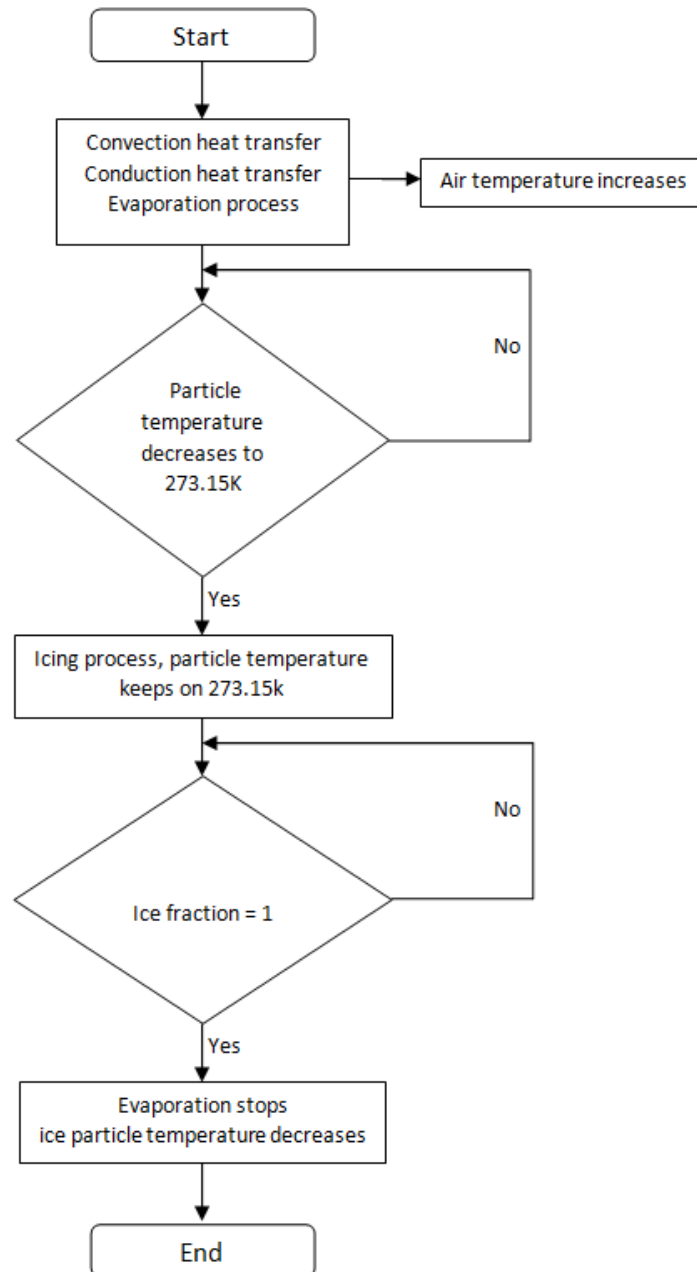 Start
Convection heat transfer
Conduction heat transfer
Evaporation process
Air temperature increases
No
Particle
temperature
decreases to
273.15K
Yes
Icing process, particle temperature
keeps on 273.15k
No
Ice fraction = 1
Yes
Evaporation stops
ice particle temperature decreases
End